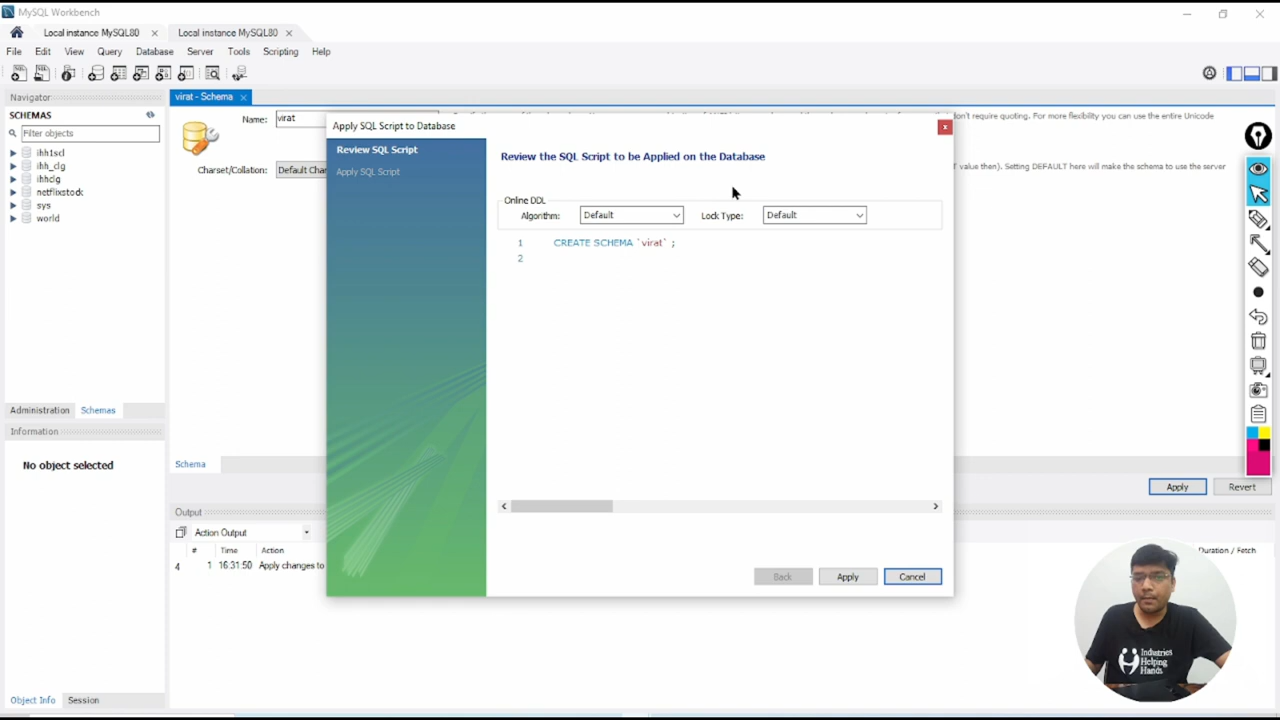 MySQL Workbench
Local instance MySQL80 Local instance MySQL80
File Edit View Query Database Server Tools Scripting Help
Navigator
SCHEMAS
Filter objects
ihh1scl
ihh_clg
ihhclg
netflixstock
sys
world
Administration Schemas
Information
No object selected
Object Info Session
virat - Schema
Name: virat
don't require quoting. For more flexibility you can use the entire Unicode
Charset/Collation: Default Char
' value then). Setting DEFAULT here will make the schema to use the server
Apply SQL Script to Database
x
Review SQL Script
Apply SQL Script
Review the SQL Script to be Applied on the Database
Online DDL
Algorithm: Default Lock Type: Default
1 CREATE SCHEMA `virat` ;
2
Back Apply Cancel
Schema
Apply Revert
Output
Action Output
# Time Action Duration / Fetch
4 1 16:31:50 Apply changes to
Industries
Helping
Hands